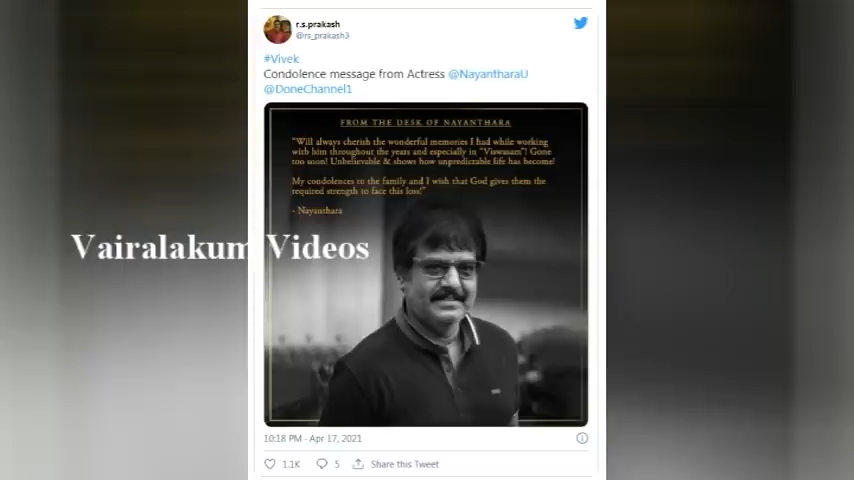 r.s.prakash
@rs_prakash3
#Vivek
Condolence message from Actress @NayantharaU
@DoneChannel1
FROM THE DESK OF NAYANTHARA
"Will always cherish the wonderful memories I had while working
with him throughout the years and especially in "Viswasam"! Gone
too soon! Unbelievable & shows how unpredictable life has become!
My condolences to the family and I wish that God gives them the
required strength to face this loss!"
- Nayanthara
Vairalakum Videos
10:18 PM - Apr 17, 2021
1.1K 5 Share this Tweet